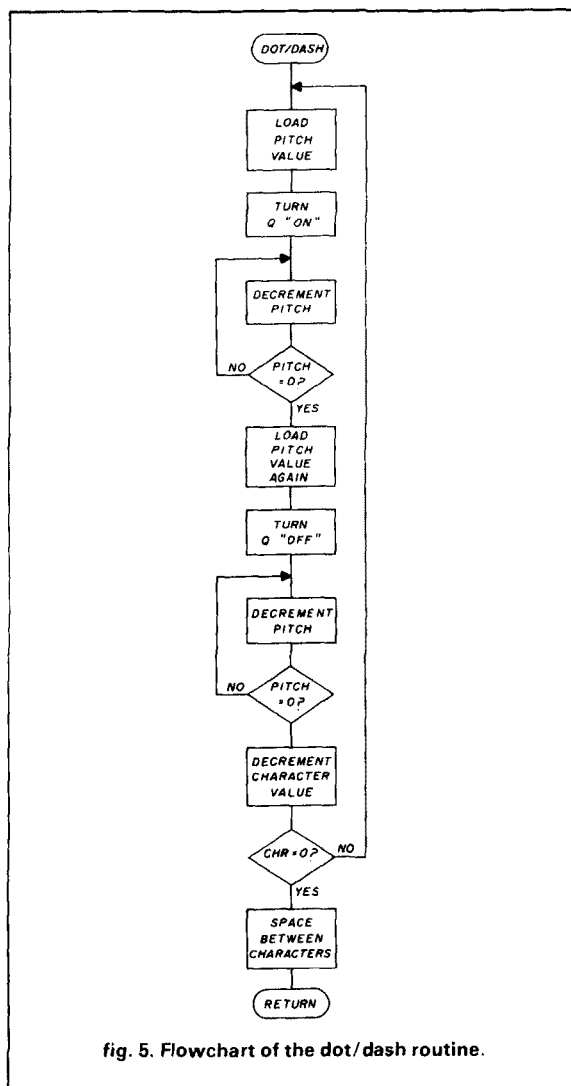 DOT/DASH
LOAD
PITCH
VALUE
TURN
Q "ON"
DECREMENT
PITCH
NO
PITCH
=0?
YES
LOAD
PITCH
VALUE
AGAIN
TURN
Q "OFF"
DECREMENT
PITCH
NO
PITCH
=0?
DECREMENT
CHARACTER
VALUE
CHR=0?
NO
YES
SPACE
BETWEEN
CHARACTERS
RETURN
fig. 5. Flowchart of the dot/dash routine.